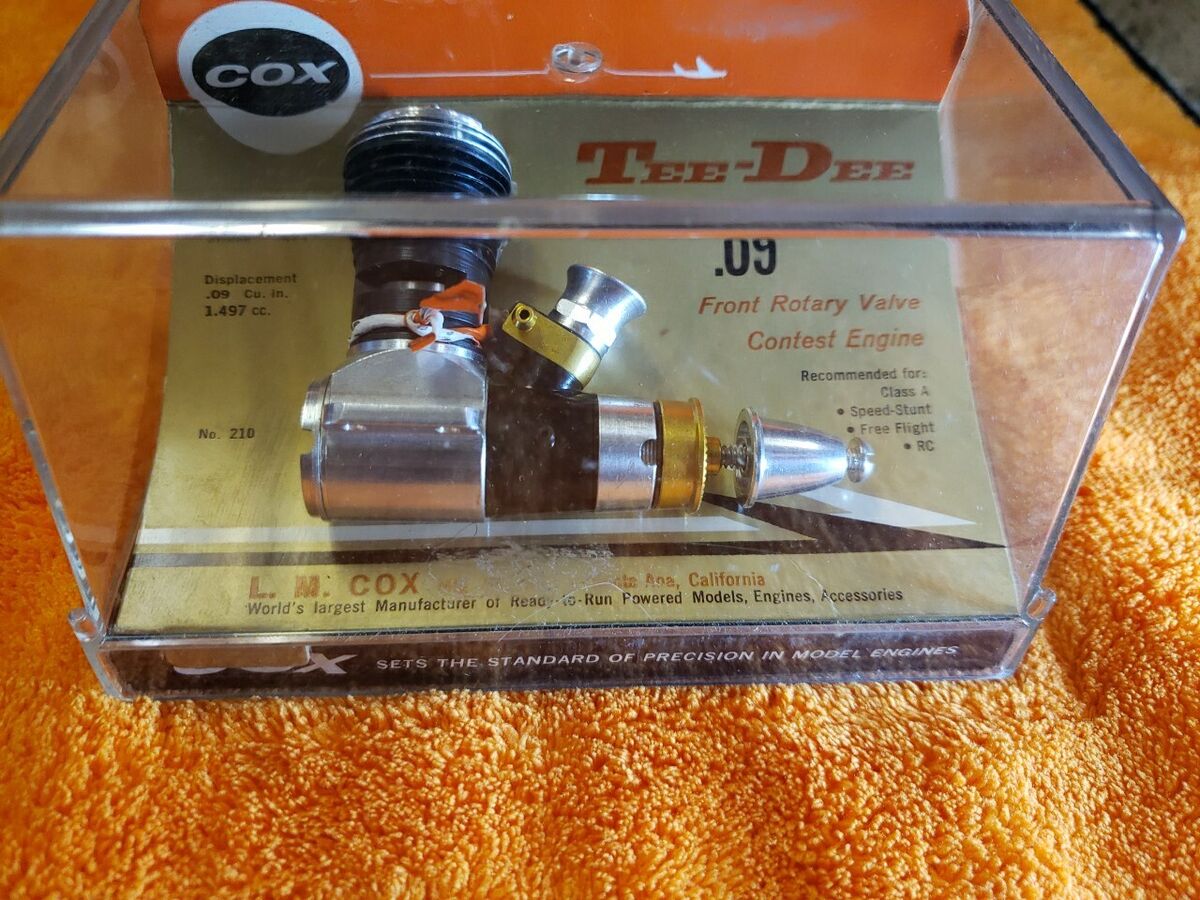 COX
TEE-DEE
.09
Front Rotary Valve
Contest Engine
Displacement
.09 Cu. in.
1.497 cc.
Recommended for:
Class A
• Speed-Stunt
• Free Flight
• RC
No. 210
L. M. COX Ana, California
World's largest Manufacturer of Ready-to-Run Powered Models, Engines, Accessories
X SETS THE STANDARD OF PRECISION IN MODEL ENGINES